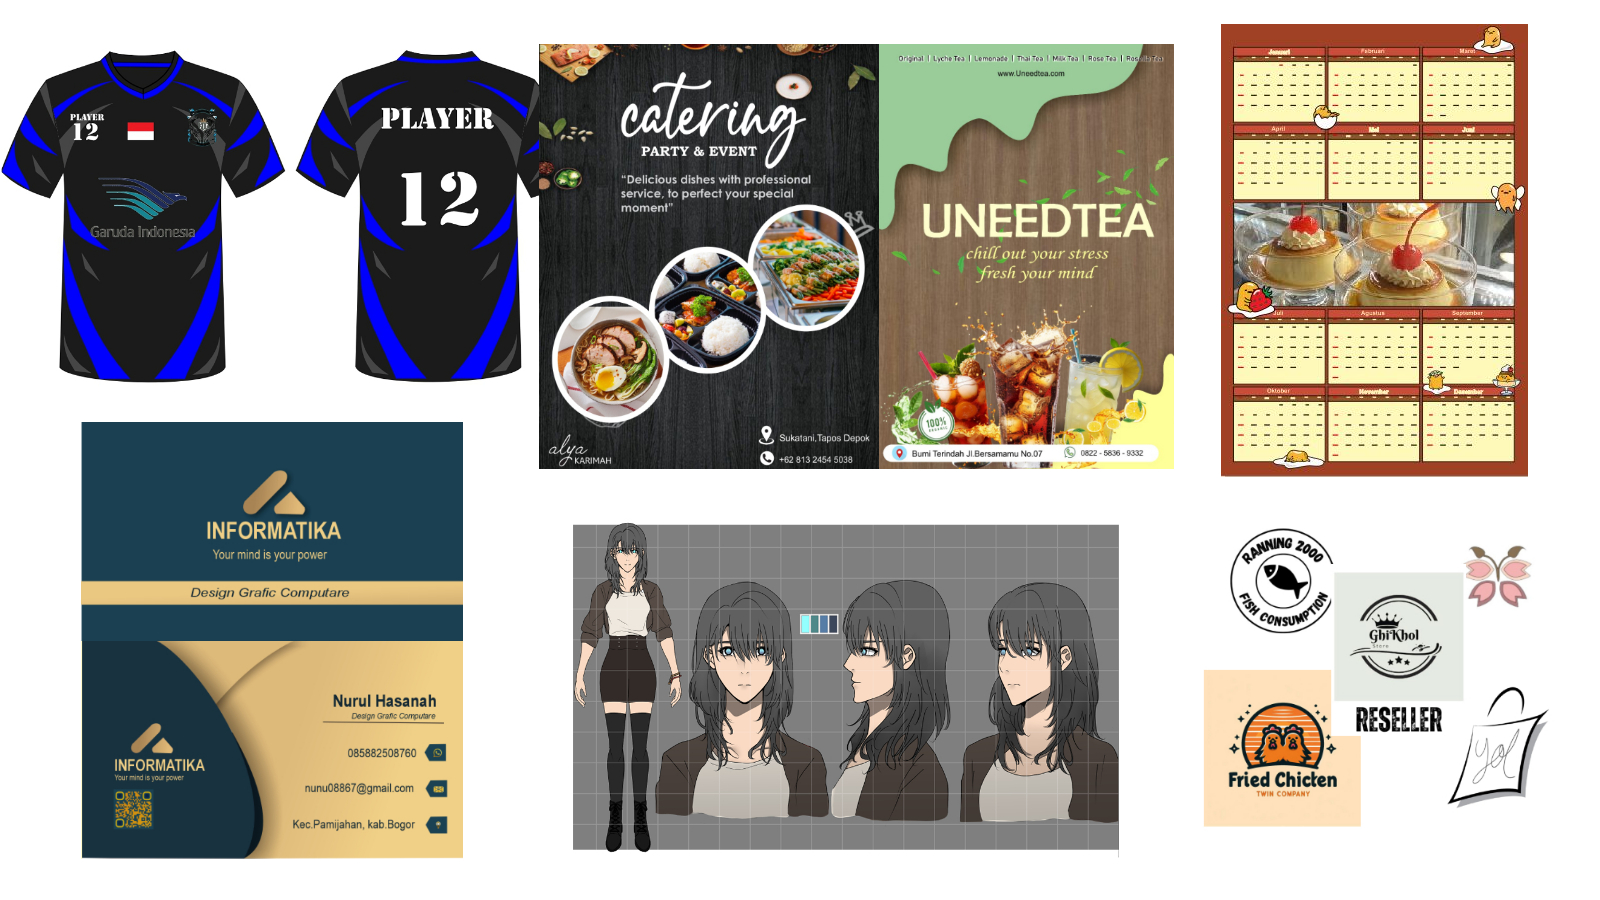 PLAYER
12
Garuda Indonesia
PLAYER
12
catering
PARTY & EVENT
“Delicious dishes with professional
service, to perfect your special
moment”
alya
KARIMAH
Sukatani,Tapos Depok
+62 813 2454 5038
Original | Lyche Tea | Lemonade | Thai Tea | Milk Tea | Rose Tea |
www.Uneedtea.com
UNEEDTEA
chill out your stress
fresh your mind
100%
ORGANIC
Bumi Terindah Jl.Bersamamu No.07
0822 - 5836 - 9332
Januari
Februari
Maret
April
Mei
Juni
Juli
Agustus
September
Oktober
November
Desember
INFORMATIKA
Your mind is your power
Design Grafic Computare
Nurul Hasanah
Design Grafic Computare
085882508760
nunu08867@gmail.com
Kec.Pamijahan, kab.Bogor
INFORMATIKA
Your mind is your power
RANNING 2000
FISH CONSUMPTION
GhiKhol
Store
Fried Chicken
TWIN COMPANY
RESELLER